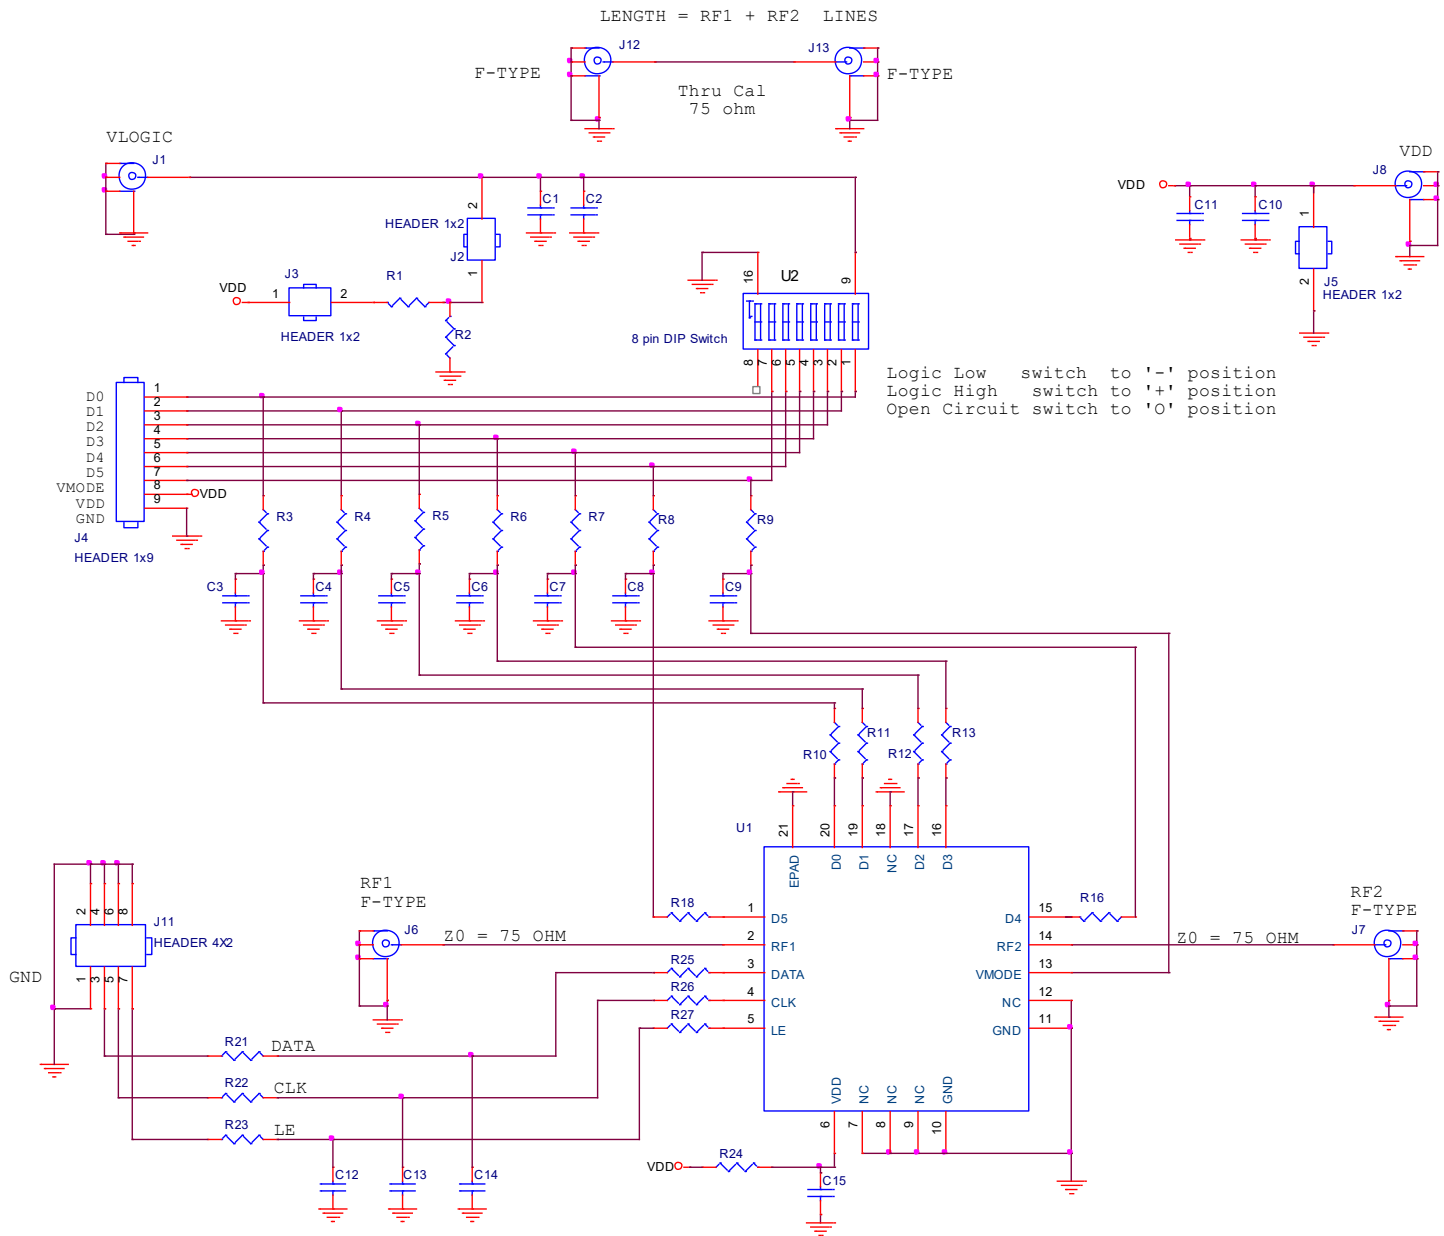 LENGTH = RF1 + RF2 LINES
J12
J13
F-TYPE
F-TYPE
Thru Cal
75 ohm
VLOGIC
J1
VDD
J8
VDD
C1
C2
C11
C10
2
HEADER 1x2
J2
1
1
2
J5
HEADER 1x2
J3
R1
VDD
1
2
HEADER 1x2
R2
16
U2
9
8 pin DIP Switch
8
7
6
5
4
3
2
1
Logic Low switch to '-' position
Logic High switch to '+' position
Open Circuit switch to 'O' position
D0
D1
D2
D3
D4
D5
VMODE
VDD
GND
1
2
3
4
5
6
7
8
9
VDD
J4
HEADER 1x9
R3
R4
R5
R6
R7
R8
R9
C3
C4
C5
C6
C7
C8
C9
R10
R11
R12
R13
U1
21
20
19
18
17
16
EPAD
D0
D1
NC
D2
D3
RF1
F-TYPE
J6
Z0 = 75 OHM
R18
R25
R26
R27
1
2
3
4
5
D5
RF1
DATA
CLK
LE
D4
RF2
VMODE
NC
GND
15
14
13
12
11
R16
Z0 = 75 OHM
RF2
F-TYPE
J7
2
4
6
8
J11
HEADER 4X2
GND
1
3
5
7
R21
DATA
R22
CLK
R23
LE
C12
C13
C14
VDD
NC
NC
NC
GND
6
7
8
9
10
VDD
R24
C15